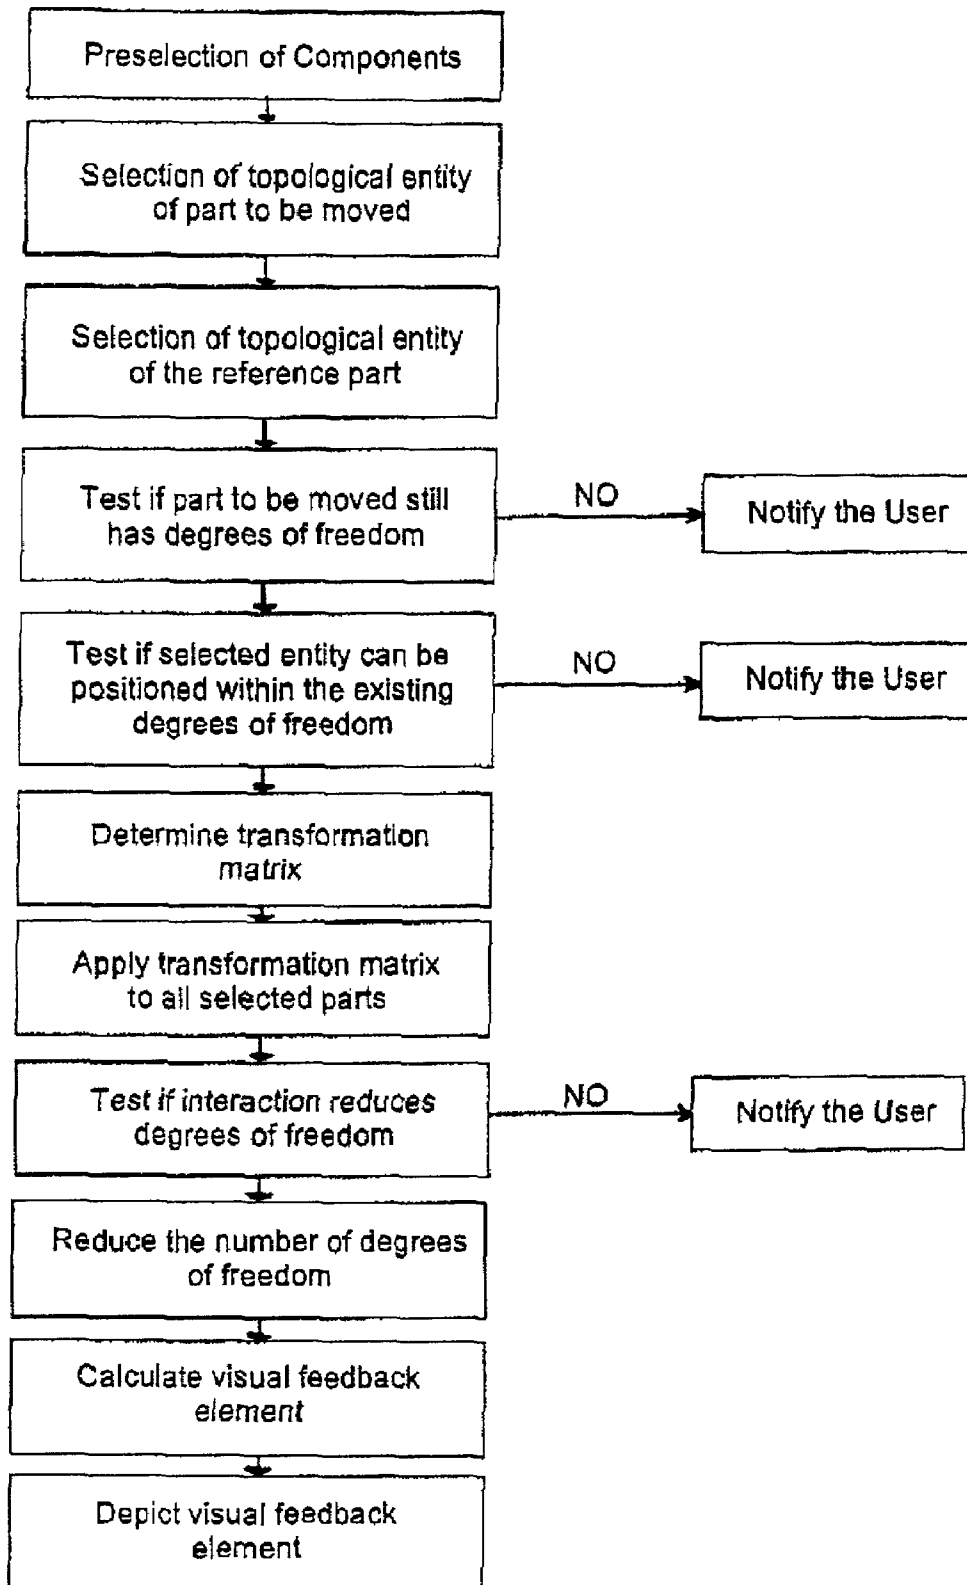 Preselection of Components
Selection of topological entity
of part to be moved
Selection of topological entity
of the reference part
Test if part to be moved still
has degrees of freedom
NO
Notify the User
Test if selected entity can be
positioned within the existing
degrees of freedom
NO
Notify the User
Determine transformation
matrix
Apply transformation matrix
to all selected parts
Test if interaction reduces
degrees of freedom
NO
Notify the User
Reduce the number of degrees
of freedom
Calculate visual feedback
element
Depict visual feedback
element